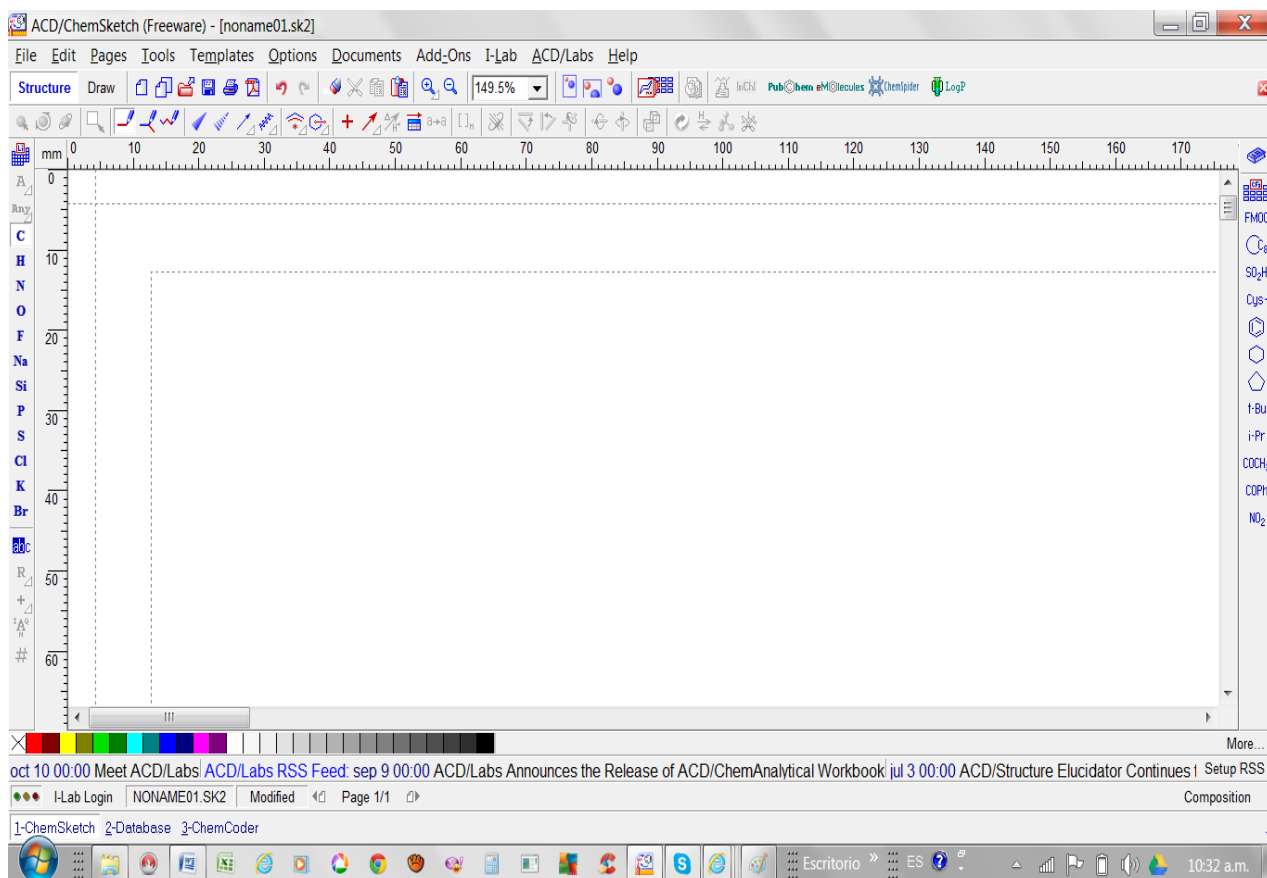 ACD/ChemSketch (Freeware) - [noname01.sk2]
File Edit Pages Tools Templates Options Documents Add-Ons I-Lab ACD/Labs Help
Structure Draw 149.5% InChI PubChem eMolecules ChemSpider LogP
mm 0 10 20 30 40 50 60 70 80 90 100 110 120 130 140 150 160 170
0
10
20
30
40
50
60
A
Any
C
H
N
O
F
Na
Si
P
S
Cl
K
Br
abc
R
+
#
FMOC
SO₂H
Cys-
t-Bu
i-Pr
COCH₃
COPh
NO₂
More...
oct 10 00:00 Meet ACD/Labs ACD/Labs RSS Feed: sep 9 00:00 ACD/Labs Announces the Release of ACD/ChemAnalytical Workbook jul 3 00:00 ACD/Structure Elucidator Continues t Setup RSS
I-Lab Login NONAME01.SK2 Modified Page 1/1 Composition
1-ChemSketch 2-Database 3-ChemCoder
Escritorio » ES 10:32 a.m.